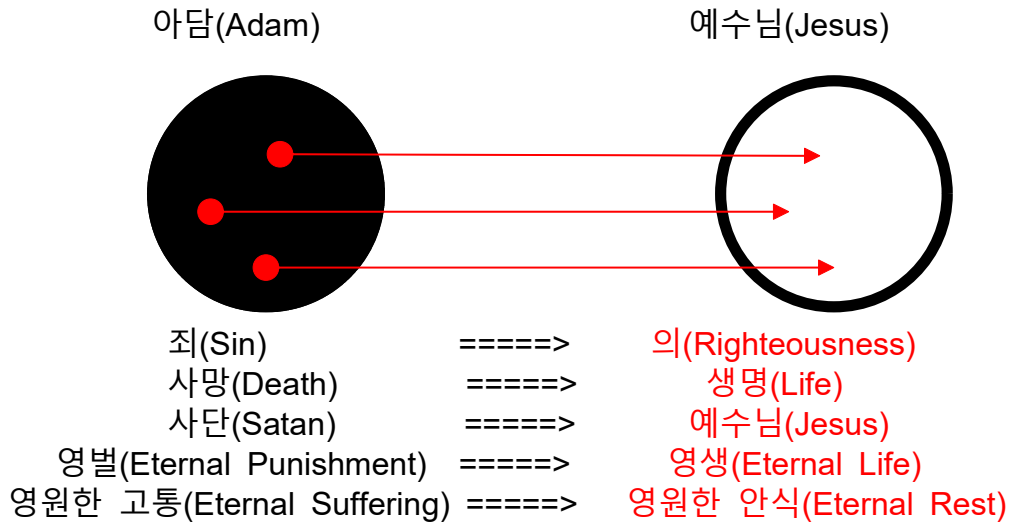 아담(Adam) 예수님(Jesus)
죄(Sin) =====> 의(Righteousness)
사망(Death) =====> 생명(Life)
사단(Satan) =====> 예수님(Jesus)
영벌(Eternal Punishment) =====> 영생(Eternal Life)
영원한 고통(Eternal Suffering) =====> 영원한 안식(Eternal Rest)